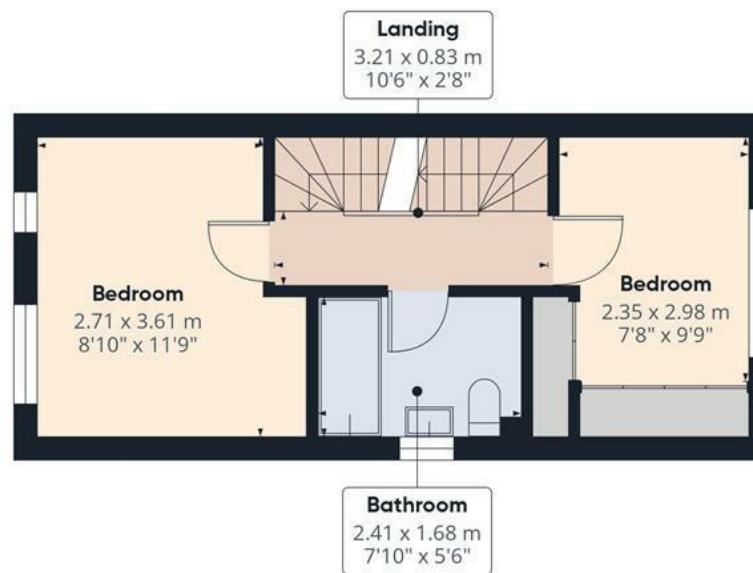 Landing
3.21 x 0.83 m
10'6" x 2'8"
Bedroom
2.71 x 3.61 m
8'10" x 11'9"
Bedroom
2.35 x 2.98 m
7'8" x 9'9"
Bathroom
2.41 x 1.68 m
7'10" x 5'6"